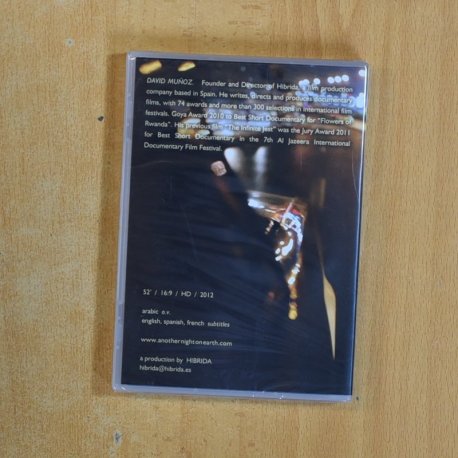 DAVID MUÑOZ. Founder and Director of Hibrida, a film production
company based in Spain. He writes, directs and produces documentary
films, with 74 awards and more than 300 selections in international film
festivals. Goya Award 2010 to Best Short Documentary for "Flowers of
Rwanda". His previous film "The Infinite Jest" was the Jury Award 2011
for Best Short Documentary in the 7th Al Jazeera International
Documentary Film Festival.
52' / 16:9 / HD / 2012
arabic o.v.
english, spanish, french subtitles
www.anothernightonearth.com
a production by HIBRIDA
hibrida@hibrida.es